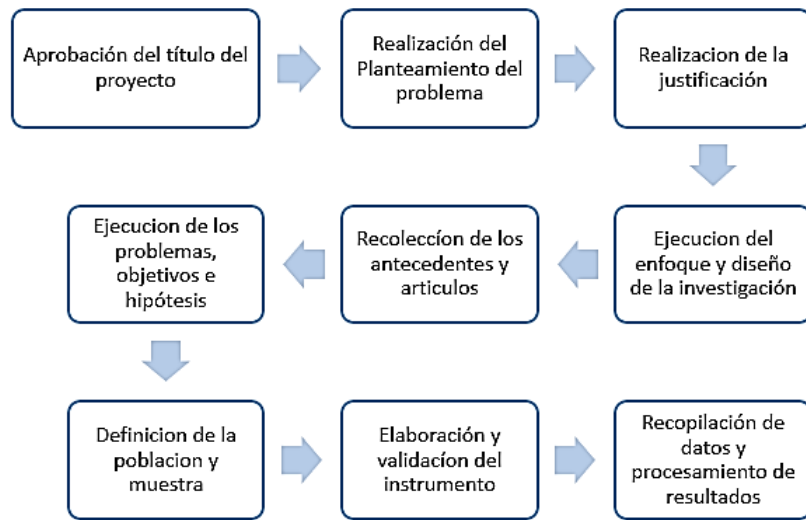 Aprobación del título del
proyecto
Realización del
Planteamiento del
problema
Realizacion de la
justificación
Ejecucion del
enfoque y diseño
de la investigación
Recoleccíon de los
antecedentes y
articulos
Ejecucion de los
problemas,
objetivos e
hipótesis
Definicion de la
poblacion y
muestra
Elaboración y
validacíon del
instrumento
Recopilación de
datos y
procesamiento de
resultados